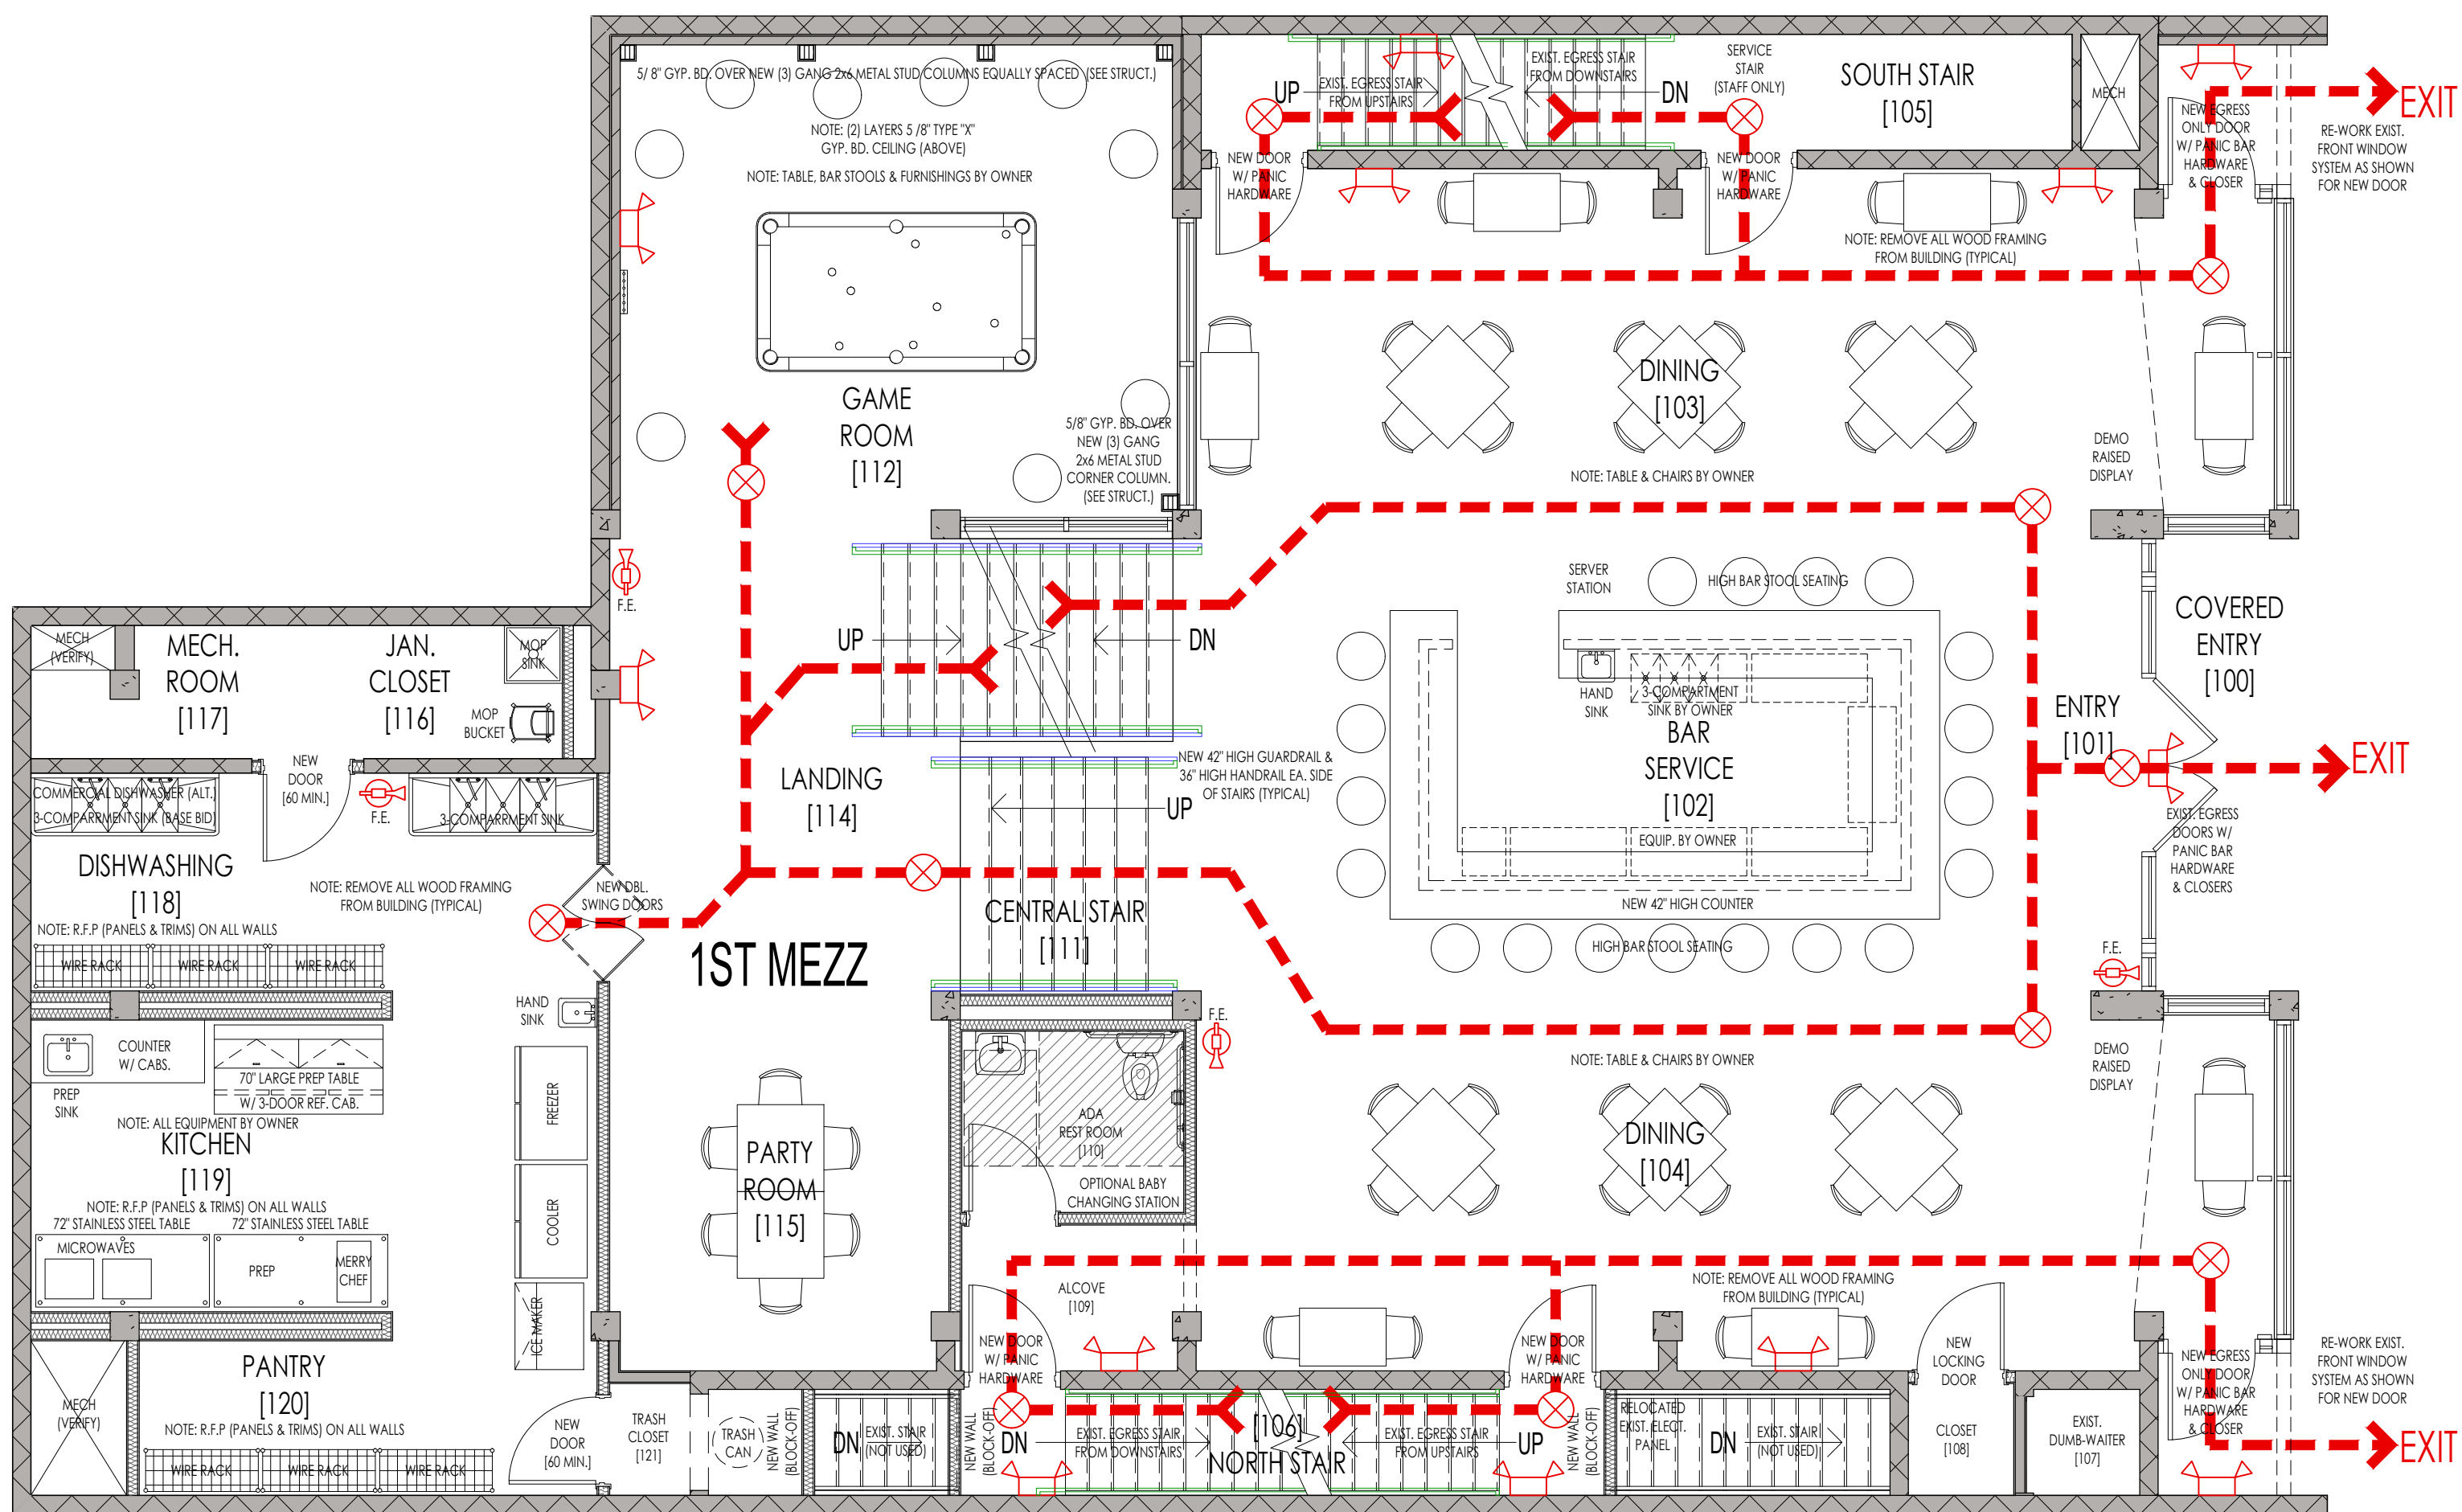 5/ 8" GYP. BD. OVER NEW (3) GANG 2x6 METAL STUD COLUMNS EQUALLY SPACED (SEE STRUCT.)
NOTE: (2) LAYERS 5 /8" TYPE "X"
GYP. BD. CEILING (ABOVE)
NOTE: TABLE, BAR STOOLS & FURNISHINGS BY OWNER
GAME
ROOM
[112]
5/8" GYP. BD. OVER
NEW (3) GANG
2x6 METAL STUD
CORNER COLUMN.
(SEE STRUCT.)
UP
EXIST. EGRESS STAIR
FROM UPSTAIRS
EXIST. EGRESS STAIR
FROM DOWNSTAIRS
DN
SERVICE
STAIR
(STAFF ONLY)
SOUTH STAIR
[105]
MECH
NEW DOOR
W/ PANIC
HARDWARE
NEW DOOR
W/ PANIC
HARDWARE
NEW EGRESS
ONLY DOOR
W/ PANIC BAR
HARDWARE
& CLOSER
EXIT
RE-WORK EXIST.
FRONT WINDOW
SYSTEM AS SHOWN
FOR NEW DOOR
NOTE: REMOVE ALL WOOD FRAMING
FROM BUILDING (TYPICAL)
DINING
[103]
DEMO
RAISED
DISPLAY
NOTE: TABLE & CHAIRS BY OWNER
F.E.
MECH
(VERIFY)
MECH.
ROOM
[117]
JAN.
CLOSET
[116]
MOP
SINK
MOP
BUCKET
NEW
DOOR
[60 MIN.]
UP
DN
SERVER
STATION
HIGH BAR STOOL SEATING
HAND
SINK
3-COMPARTMENT
SINK BY OWNER
BAR
SERVICE
[102]
EQUIP. BY OWNER
NEW 42" HIGH COUNTER
HIGH BAR STOOL SEATING
COVERED
ENTRY
[100]
ENTRY
[101]
EXIT
EXIST. EGRESS
DOORS W/
PANIC BAR
HARDWARE
& CLOSERS
F.E.
COMMERCIAL DISHWASHER (ALT.)
3-COMPARRMENT SINK (BASE BID)
F.E.
3-COMPARRMENT SINK
DISHWASHING
[118]
NOTE: REMOVE ALL WOOD FRAMING
FROM BUILDING (TYPICAL)
NEW DBL.
SWING DOORS
NOTE: R.F.P (PANELS & TRIMS) ON ALL WALLS
WIRE RACK
WIRE RACK
WIRE RACK
LANDING
[114]
UP
NEW 42" HIGH GUARDRAIL &
36" HIGH HANDRAIL EA. SIDE
OF STAIRS (TYPICAL)
CENTRAL STAIR
[111]
1ST MEZZ
HAND
SINK
COUNTER
W/ CABS.
PREP
SINK
70" LARGE PREP TABLE
W/ 3-DOOR REF. CAB.
NOTE: ALL EQUIPMENT BY OWNER
KITCHEN
[119]
NOTE: R.F.P (PANELS & TRIMS) ON ALL WALLS
72" STAINLESS STEEL TABLE
72" STAINLESS STEEL TABLE
MICROWAVES
PREP
MERRY
CHEF
FREEZER
COOLER
ICE MAKER
PARTY
ROOM
[115]
ADA
REST ROOM
[110]
OPTIONAL BABY
CHANGING STATION
F.E.
NOTE: TABLE & CHAIRS BY OWNER
DINING
[104]
DEMO
RAISED
DISPLAY
ALCOVE
[109]
NOTE: REMOVE ALL WOOD FRAMING
FROM BUILDING (TYPICAL)
NEW DOOR
W/ PANIC
HARDWARE
NEW DOOR
W/ PANIC
HARDWARE
NEW
LOCKING
DOOR
NEW EGRESS
ONLY DOOR
W/ PANIC BAR
HARDWARE
& CLOSER
RE-WORK EXIST.
FRONT WINDOW
SYSTEM AS SHOWN
FOR NEW DOOR
EXIT
MECH
(VERIFY)
PANTRY
[120]
NOTE: R.F.P (PANELS & TRIMS) ON ALL WALLS
WIRE RACK
WIRE RACK
WIRE RACK
NEW
DOOR
[60 MIN.]
TRASH
CLOSET
[121]
TRASH
CAN
NEW WALL
(BLOCK-OFF)
DN
EXIST. STAIR
(NOT USED)
NEW WALL
(BLOCK-OFF)
DN
EXIST. EGRESS STAIR
FROM DOWNSTAIRS
[106]
NORTH STAIR
EXIST. EGRESS STAIR
FROM UPSTAIRS
UP
NEW WALL
(BLOCK-OFF)
RELOCATED
EXIST. ELECT.
PANEL
DN
EXIST. STAIR
(NOT USED)
CLOSET
[108]
EXIST.
DUMB-WAITER
[107]